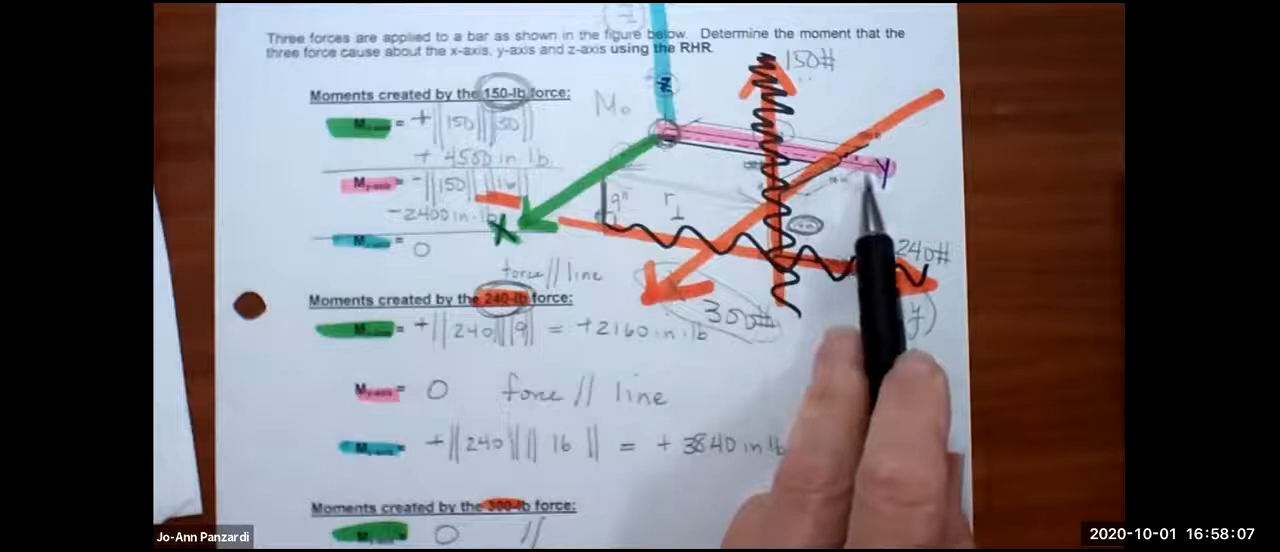 Three forces are applied to a bar as shown in the figure below. Determine the moment that the
three force cause about the x-axis, y-axis and z-axis using the RHR.
z
150#
Moments created by the 150-lb force:
M₀
Mx-axis = + ||150|| ||30||
+ 4500 in lb
My-axis = - ||150|| ||16||
- 2400 in·lb
= 0
9"
r⊥
X
Y
240#
force // line
300#
y)
Moments created by the 240-lb force:
= + ||240|| ||9|| = +2160 in·lb
My-axis = 0 force // line
= + ||240|| || 16 || = + 3840 in lb
Moments created by the 300-lb force:
0 //
Jo-Ann Panzardi
2020-10-01 16:58:07